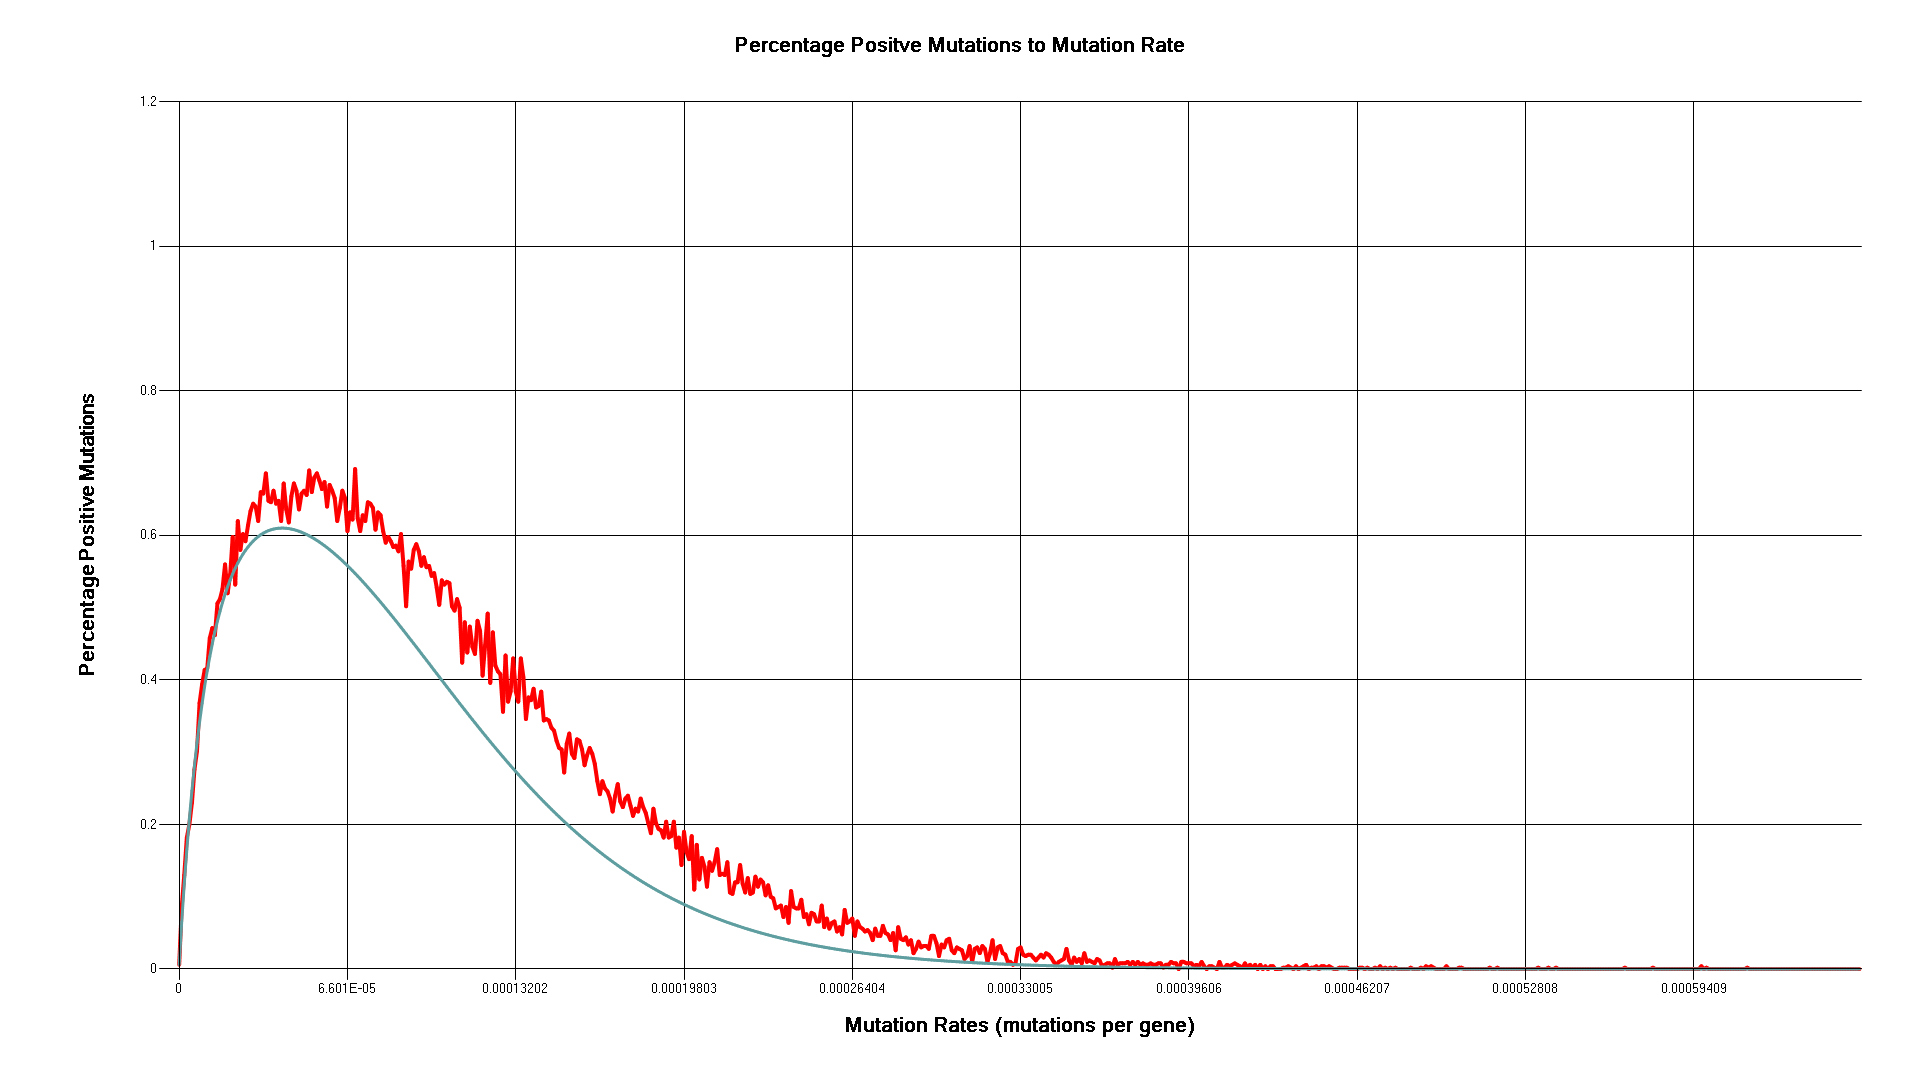 Percentage Positve Mutations to Mutation Rate
1.2
1
0.8
0.6
0.4
0.2
0
Percentage Positive Mutations
0 6.601E-05 0.00013202 0.00019803 0.00026404 0.00033005 0.00039606 0.00046207 0.00052808 0.00059409
Mutation Rates (mutations per gene)